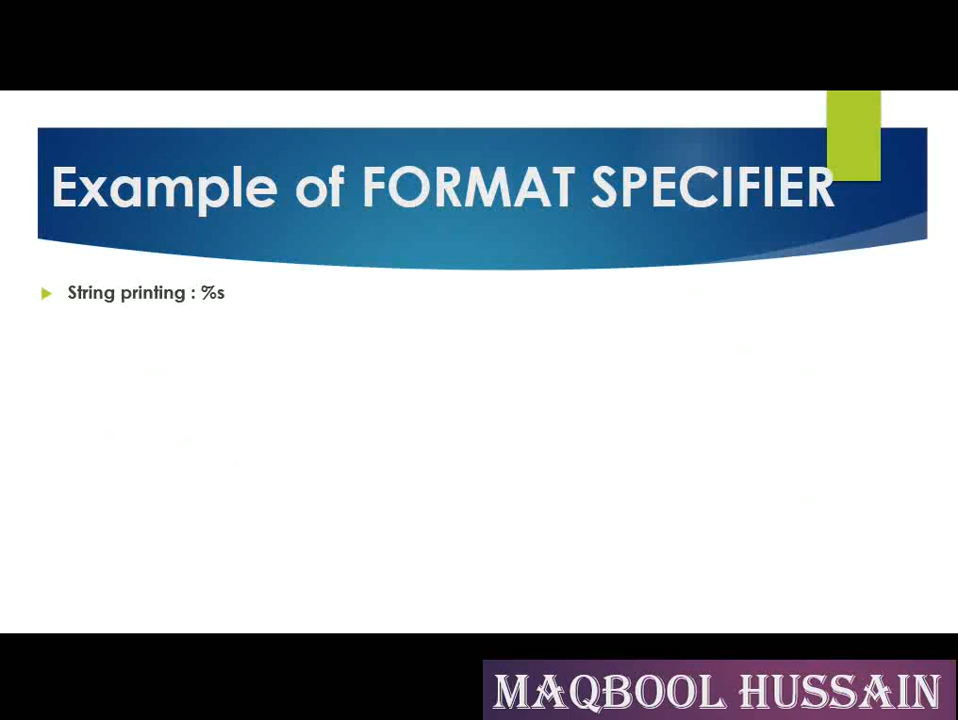 Example of FORMAT SPECIFIER
String printing : %s
MAQBOOL HUSSAIN